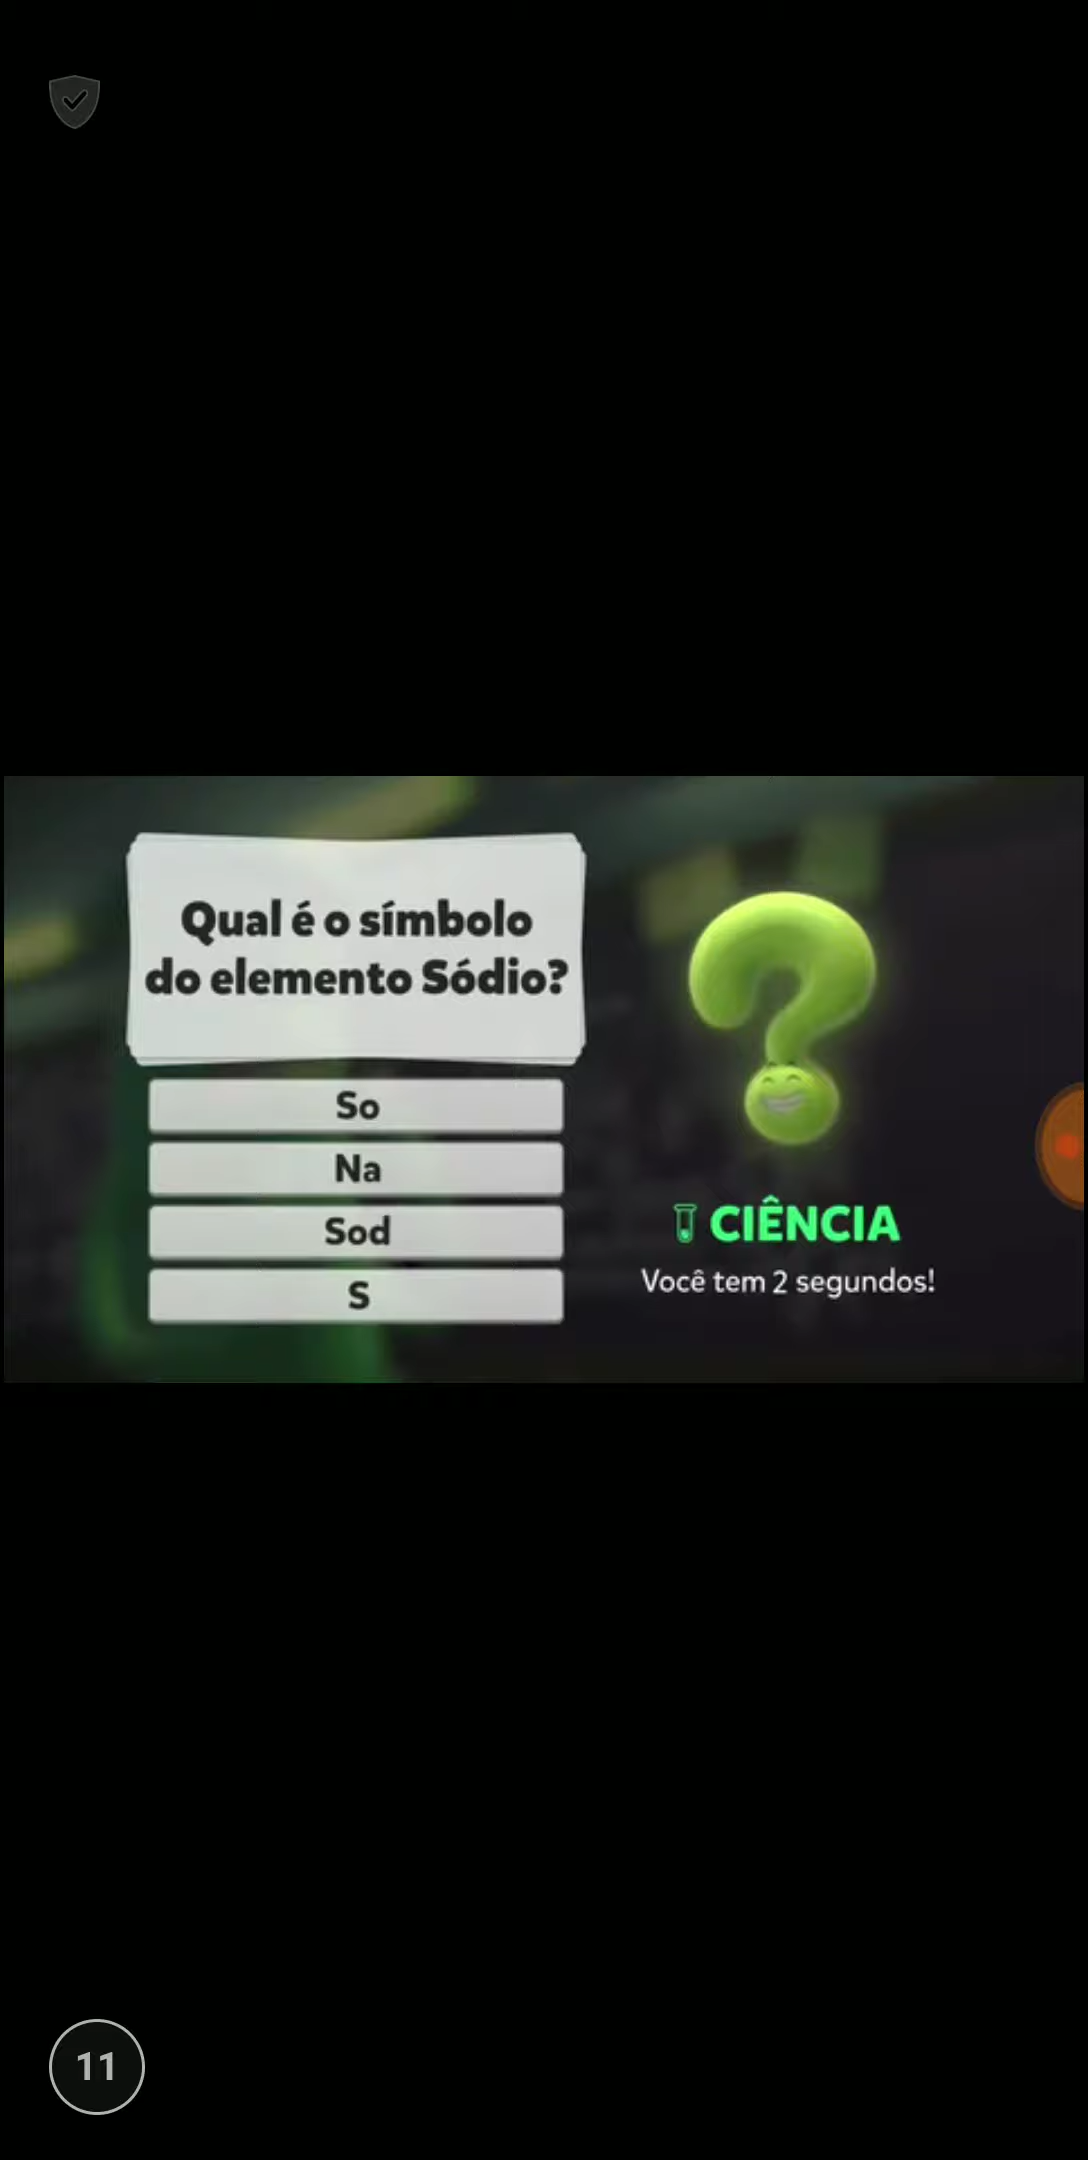 Qual é o símbolo
do elemento Sódio?
So
Na
Sod
S
CIÊNCIA
Você tem 2 segundos!
11